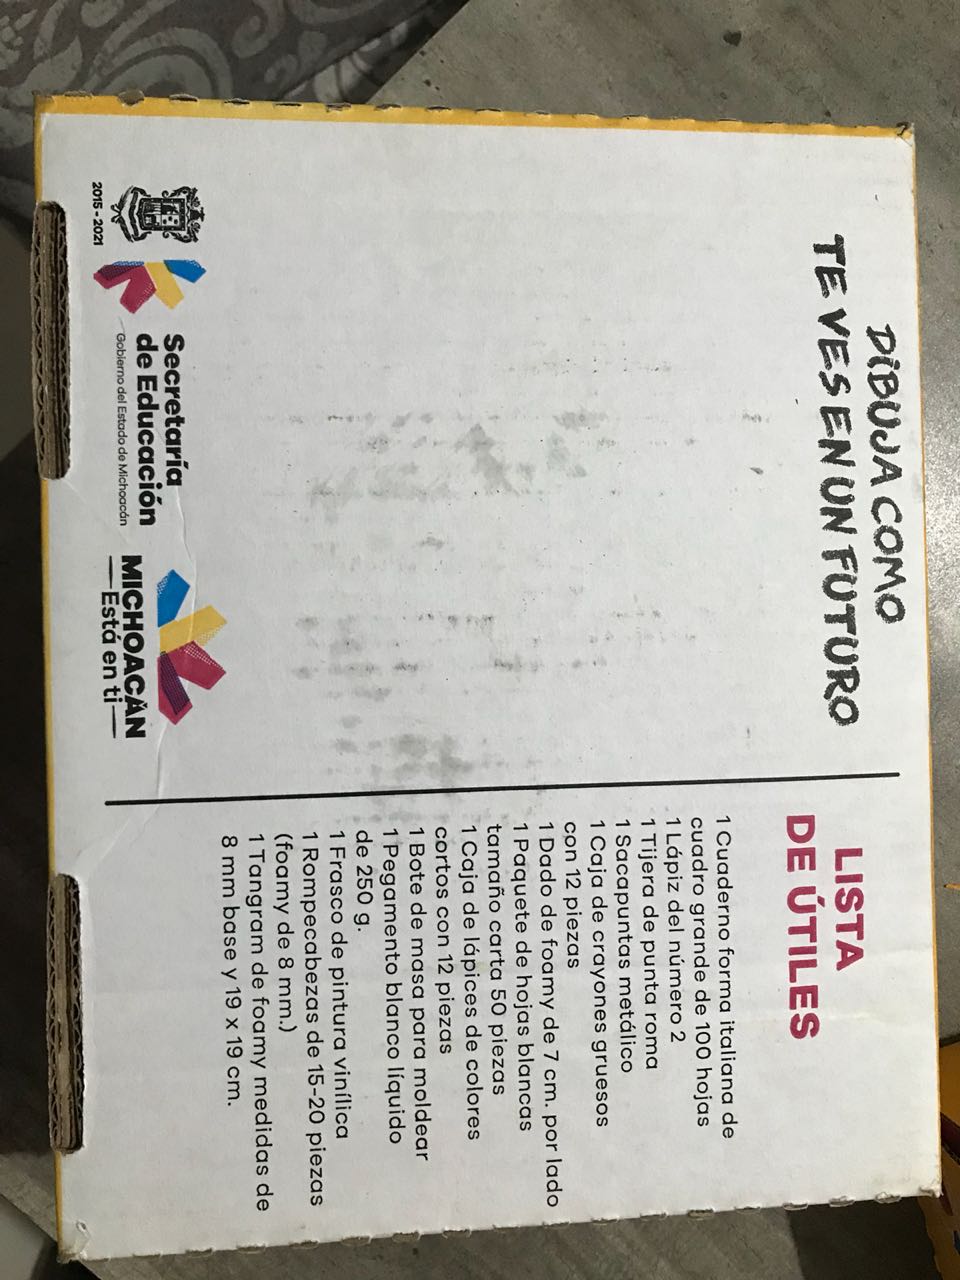 DIBUJA COMO
TE VES EN UN FUTURO
LISTA
DE ÚTILES
1 Cuaderno forma italiana de
cuadro grande de 100 hojas
1 Lápiz del número 2
1 Tijera de punta roma
1 Sacapuntas metálico
1 Caja de crayones gruesos
con 12 piezas
1 Dado de foamy de 7 cm. por lado
1 Paquete de hojas blancas
tamaño carta 50 piezas
1 Caja de lápices de colores
cortos con 12 piezas
1 Bote de masa para moldear
1 Pegamento blanco líquido
de 250 g.
1 Frasco de pintura vinílica
1 Rompecabezas de 15-20 piezas
(foamy de 8 mm.)
1 Tangram de foamy medidas de
8 mm base y 19 x 19 cm.
2015 - 2021
Secretaría
de Educación
Gobierno del Estado de Michoacán
MICHOACÁN
Está en ti